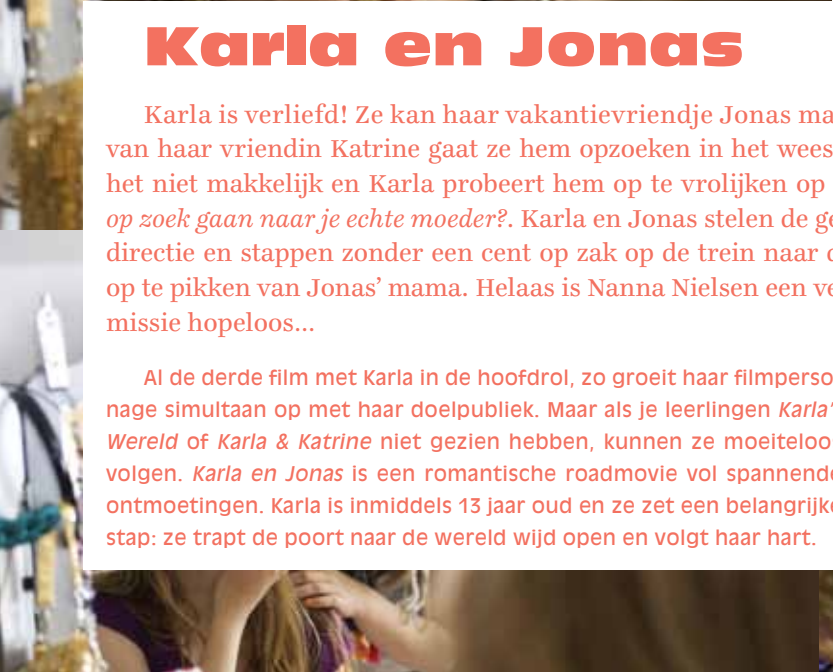 Karla en Jonas
Karla is verliefd! Ze kan haar vakantievriendje Jonas
van haar vriendin Katrine gaat ze hem opzoeken in het
het niet makkelijk en Karla probeert hem op te vrolijken op
op zoek gaan naar je echte moeder?. Karla en Jonas stelen de
directie en stappen zonder een cent op zak op de trein naar
op te pikken van Jonas’ mama. Helaas is Nanna Nielsen een
missie hopeloos...
Al de derde film met Karla in de hoofdrol, zo groeit haar filmperso
nage simultaan op met haar doelpubliek. Maar als je leerlingen Karla’
Wereld of Karla & Katrine niet gezien hebben, kunnen ze moeiteloo
volgen. Karla en Jonas is een romantische roadmovie vol spannende
ontmoetingen. Karla is inmiddels 13 jaar oud en ze zet een belangrijke
stap: ze trapt de poort naar de wereld wijd open en volgt haar hart.